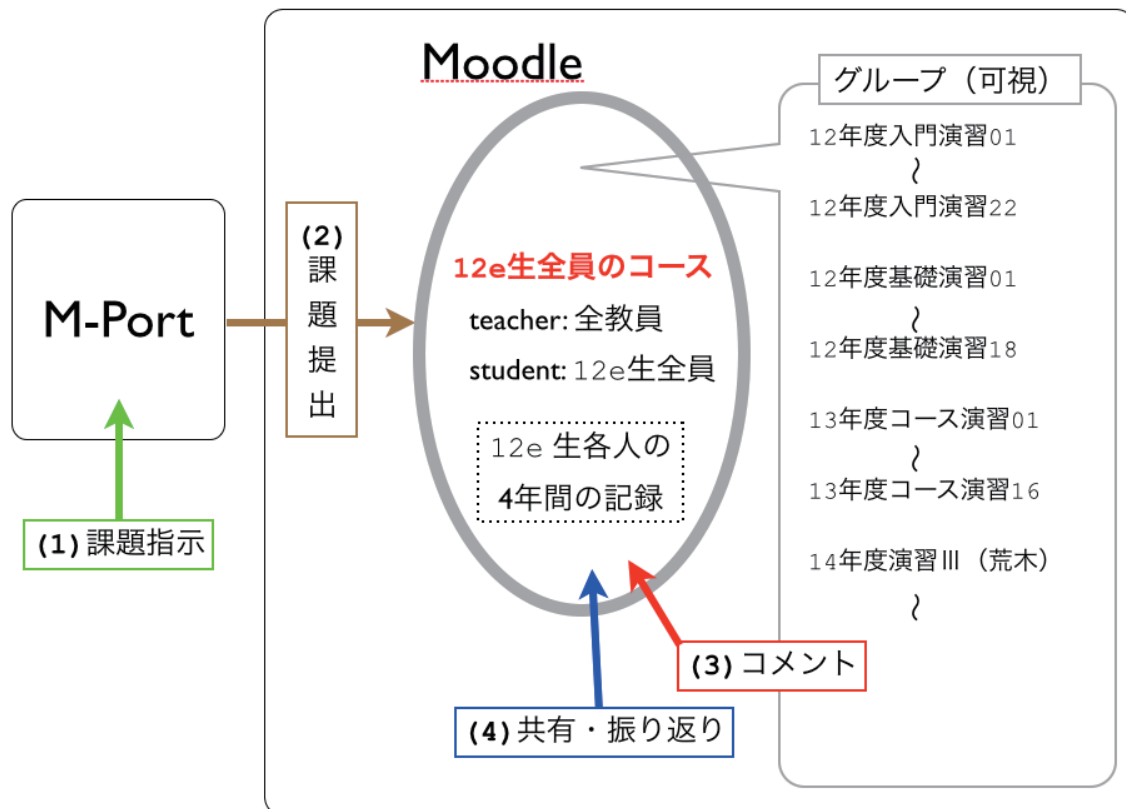 Moodle
グループ（可視）
12年度入門演習01
〜
12年度入門演習22
12年度基礎演習01
〜
12年度基礎演習18
13年度コース演習01
〜
13年度コース演習16
14年度演習Ⅲ（荒木）
〜
M-Port
(1) 課題指示
(2)
課
題
提
出
12e生全員のコース
teacher: 全教員
student: 12e生全員
12e 生各人の
4年間の記録
(3) コメント
(4) 共有・振り返り